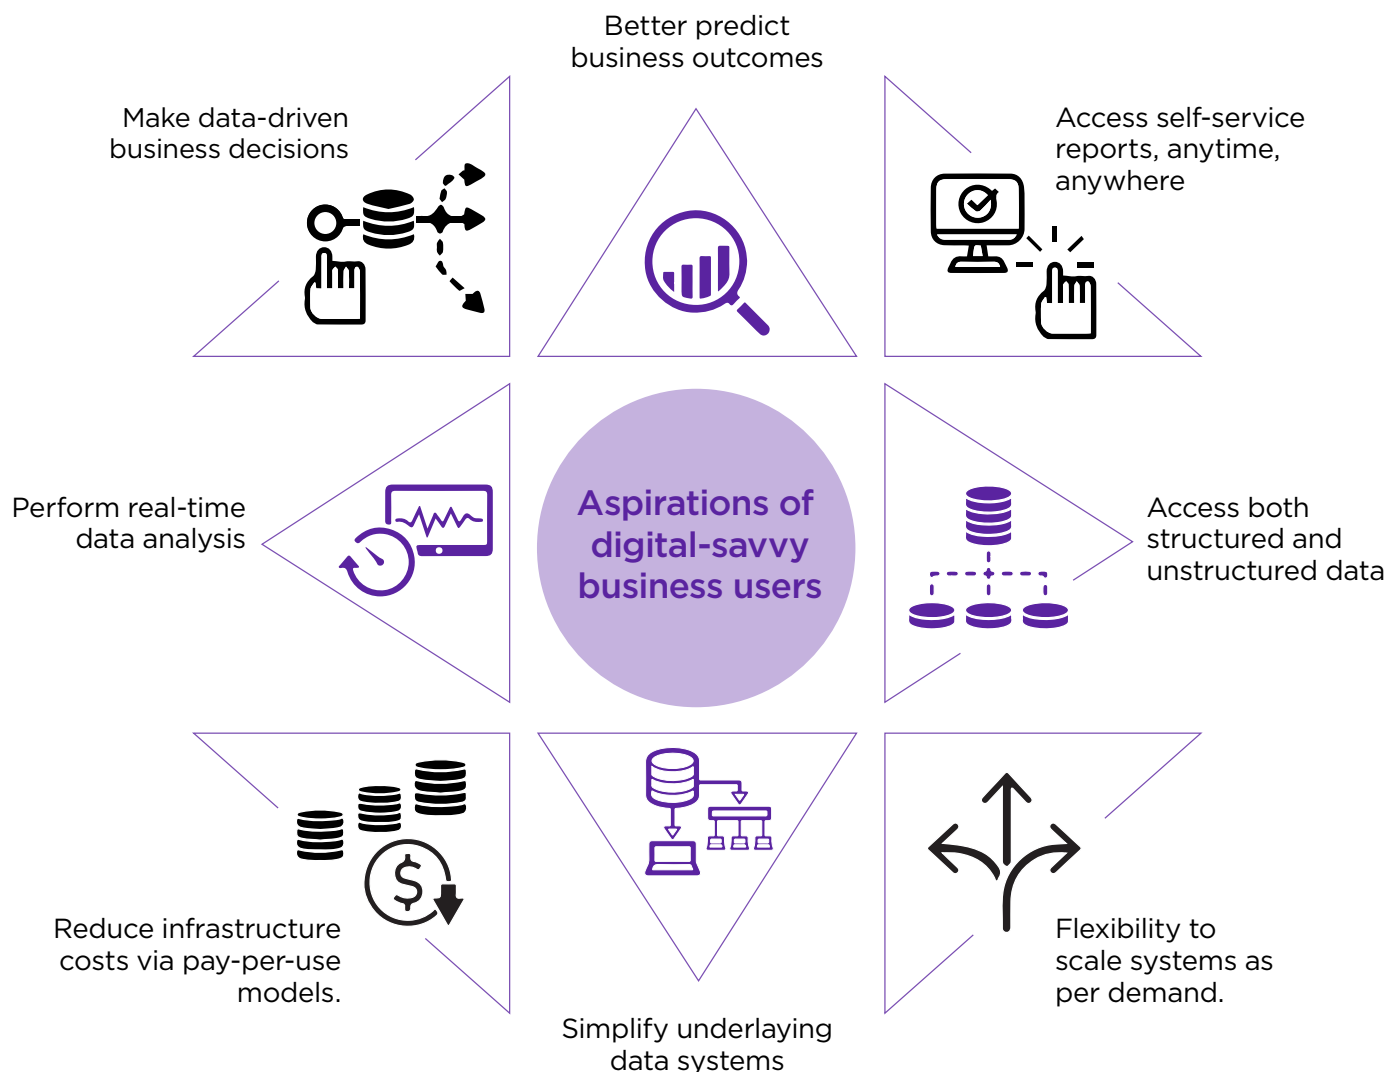 Better predict
business outcomes
Make data-driven
business decisions
Access self-service
reports, anytime,
anywhere
Perform real-time
data analysis
Aspirations of
digital-savvy
business users
Access both
structured and
unstructured data
$
Reduce infrastructure
costs via pay-per-use
models.
Flexibility to
scale systems as
per demand.
Simplify underlaying
data systems